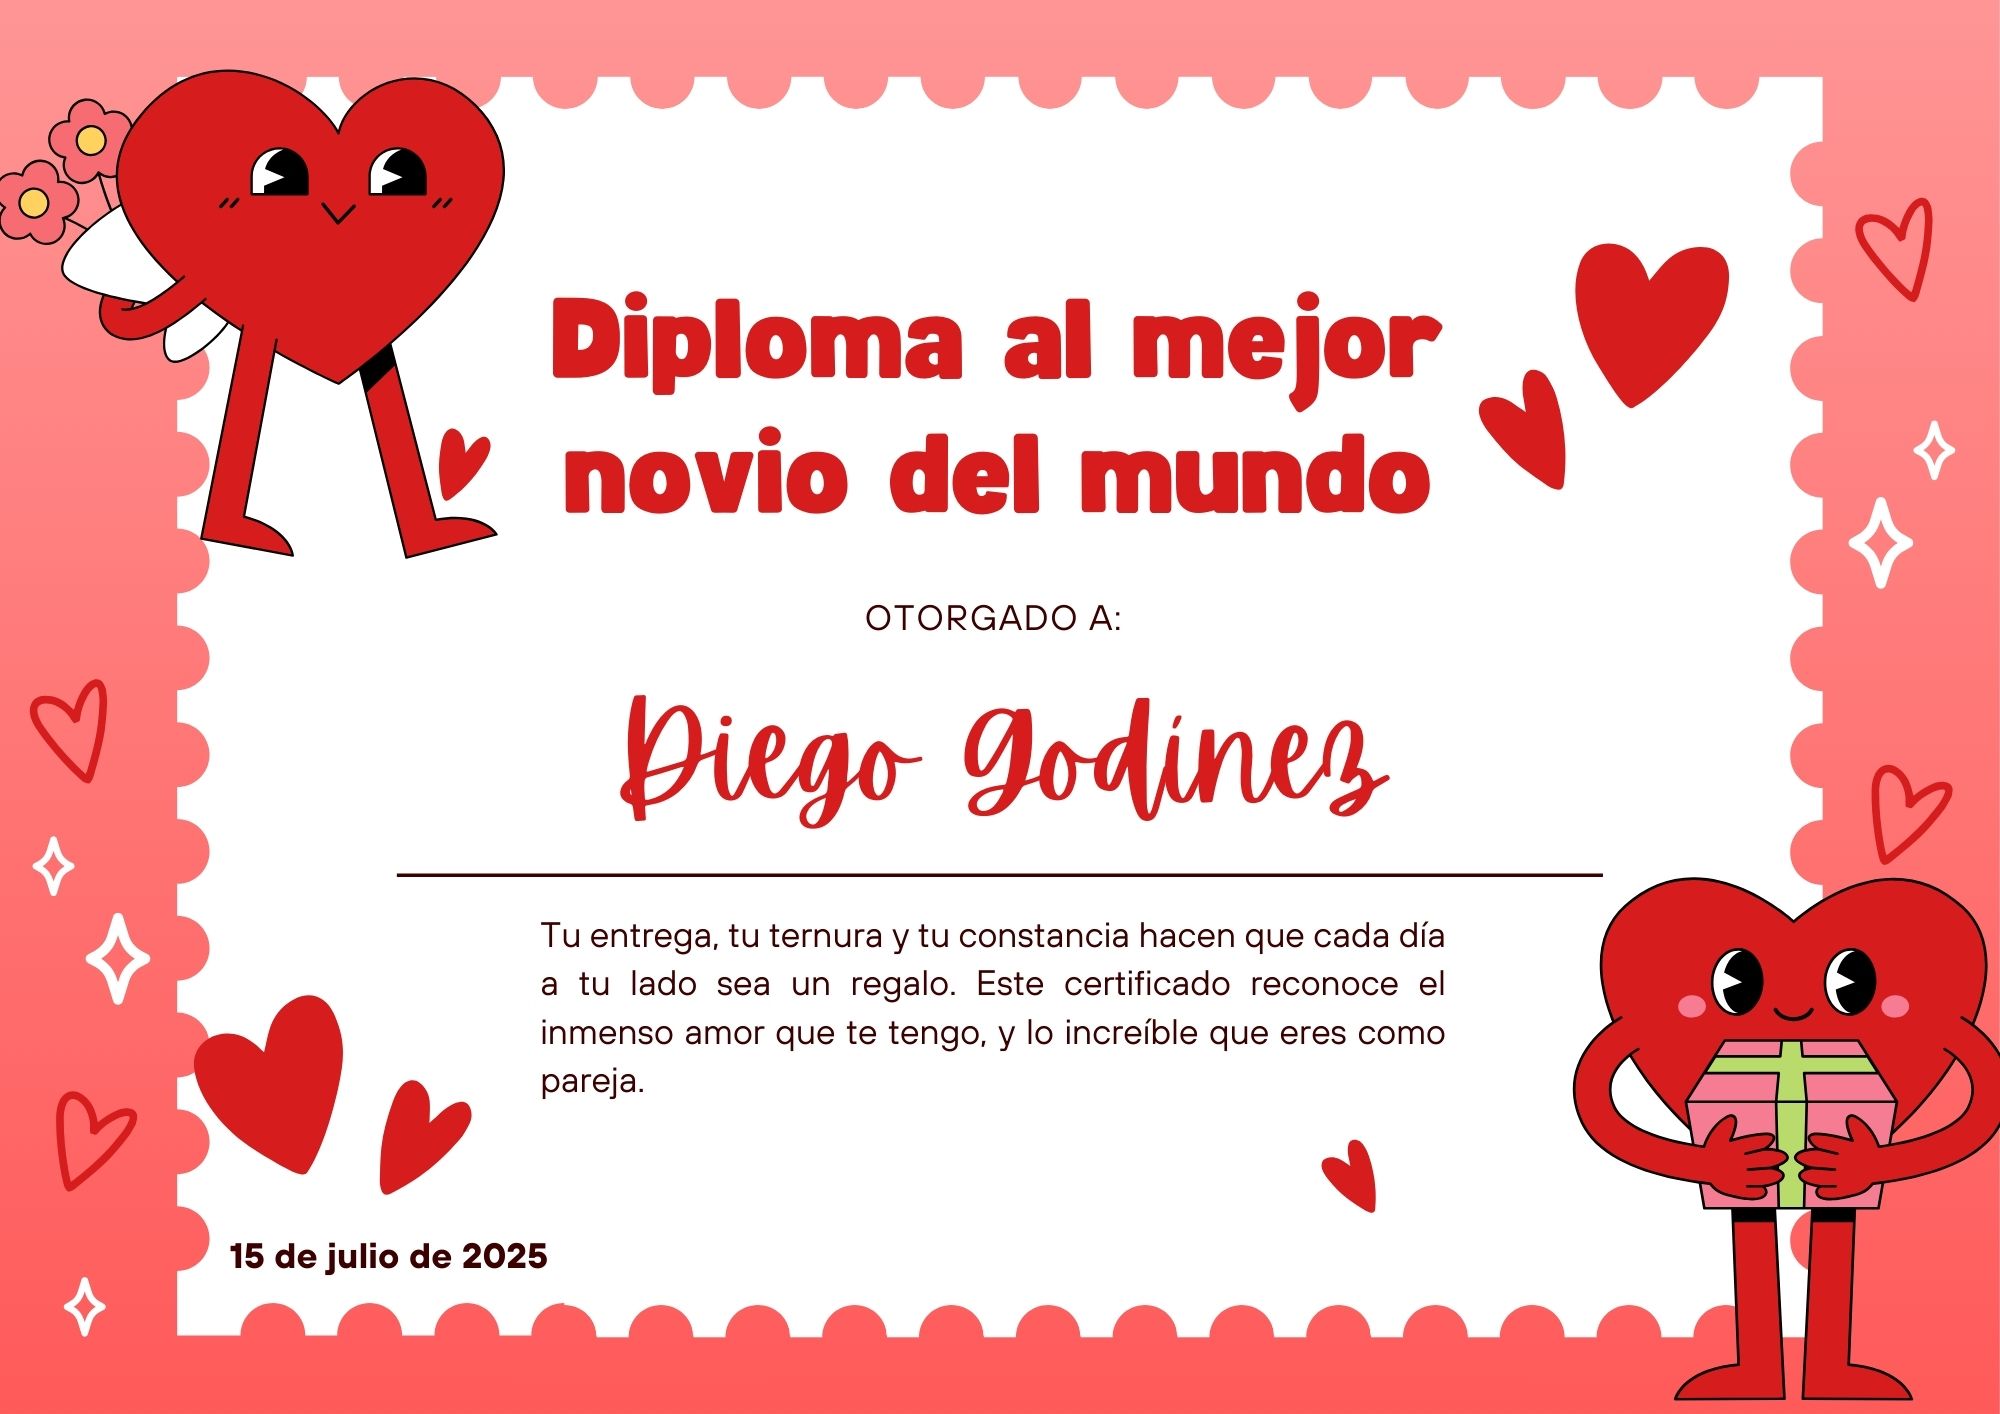 Diploma al mejor
novio del mundo
OTORGADO A:
Diego Godínez
Tu entrega, tu ternura y tu constancia hacen que cada día
a tu lado sea un regalo. Este certificado reconoce el
inmenso amor que te tengo, y lo increíble que eres como
pareja.
15 de julio de 2025